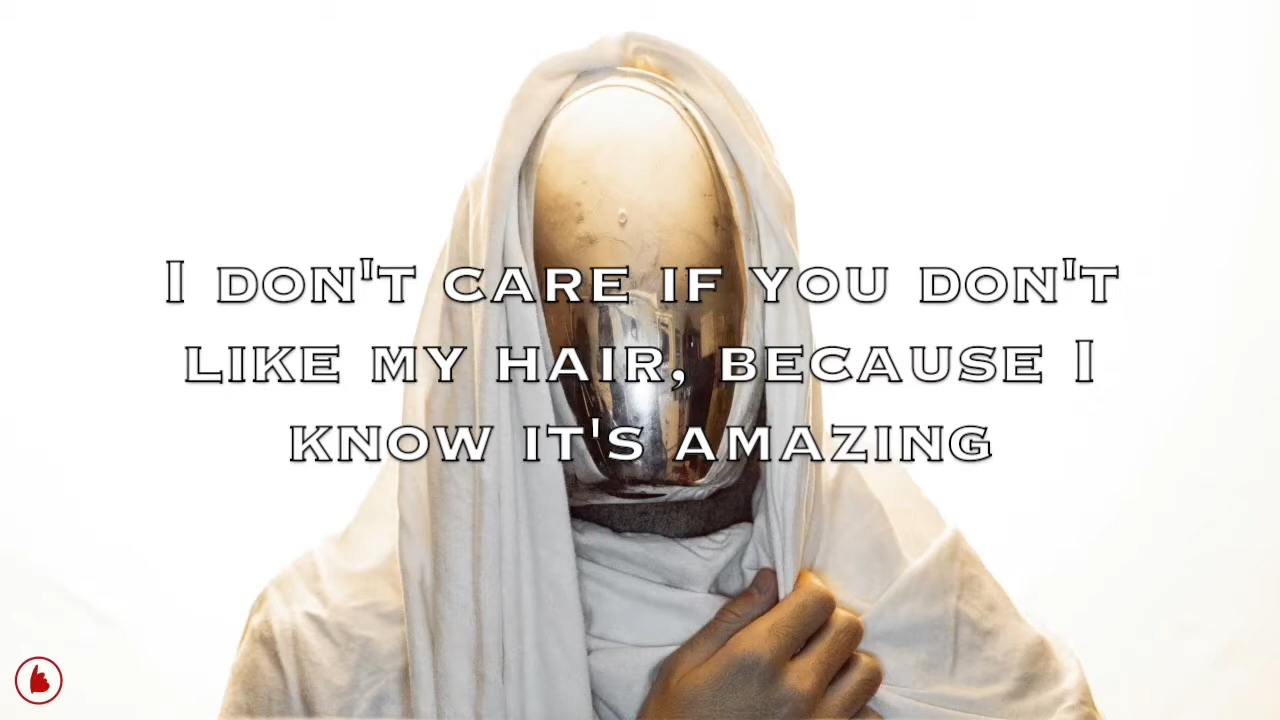 I DON'T CARE IF YOU DON'T
LIKE MY HAIR, BECAUSE I
KNOW IT'S AMAZING